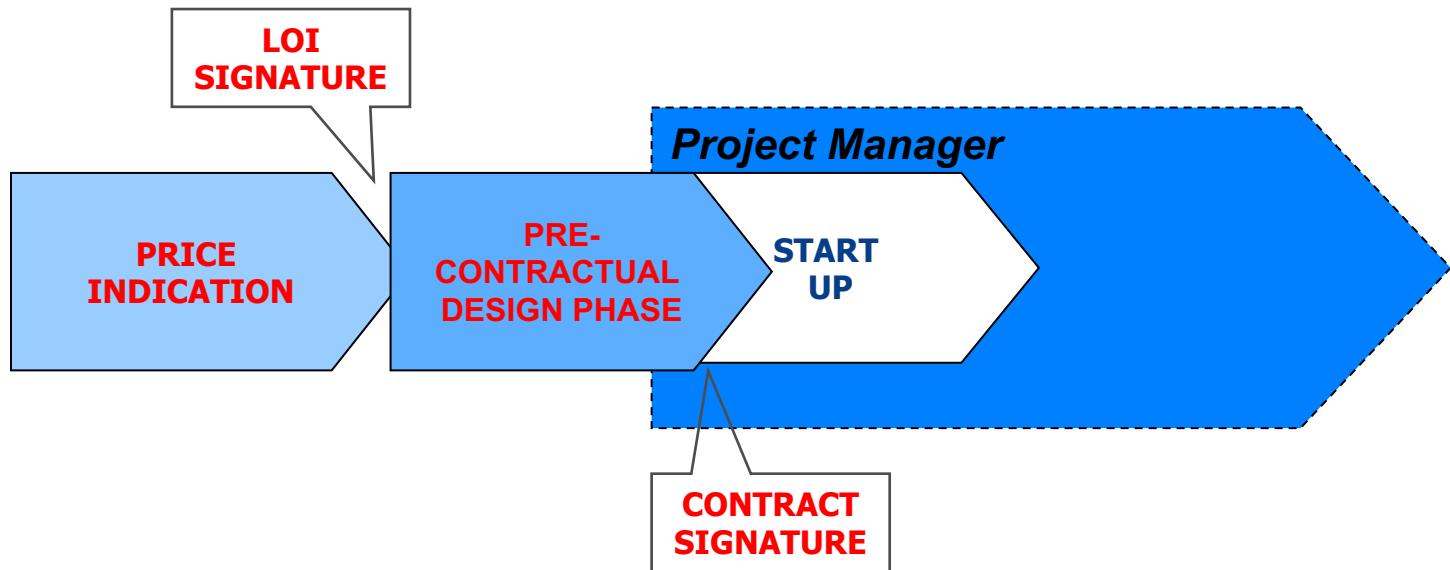 LOI
SIGNATURE
Project Manager
PRICE
INDICATION
PRE-
CONTRACTUAL
DESIGN PHASE
START
UP
CONTRACT
SIGNATURE